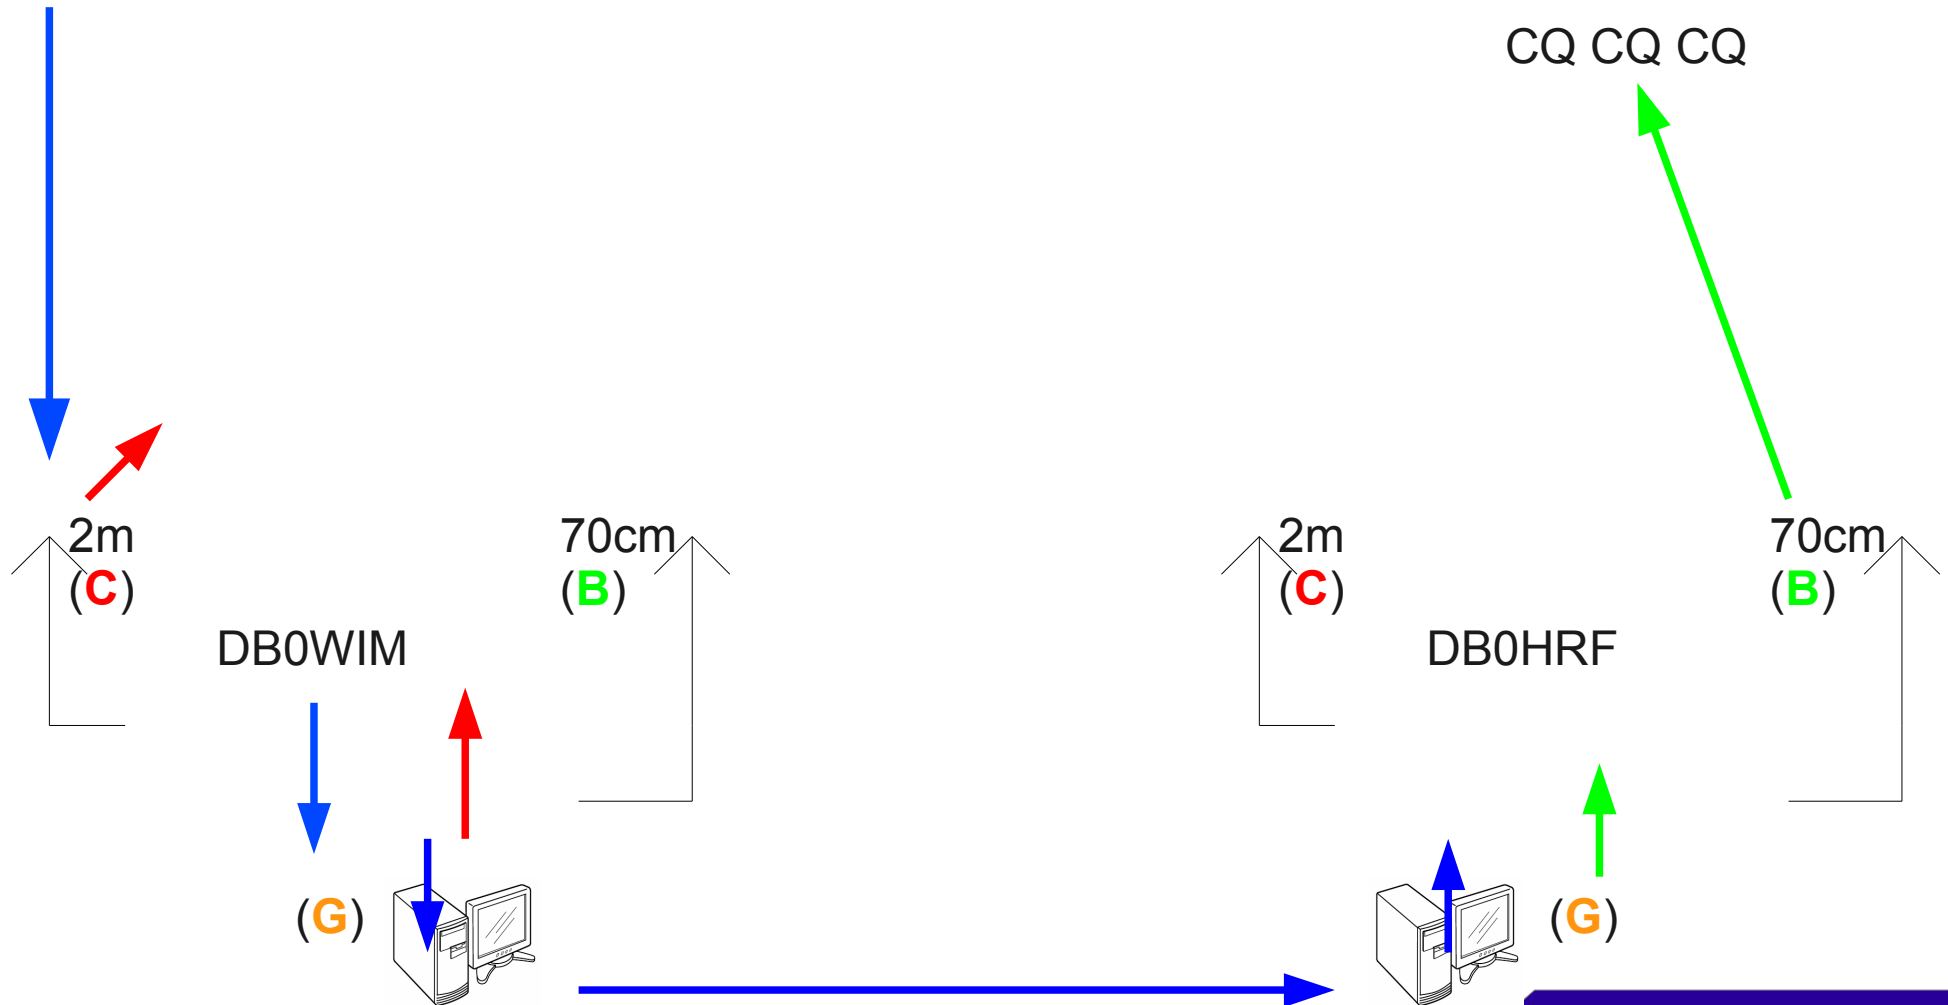 CQ CQ CQ
2m
(C)
70cm
(B)
DB0WIM
(G)
2m
(C)
70cm
(B)
DB0HRF
(G)